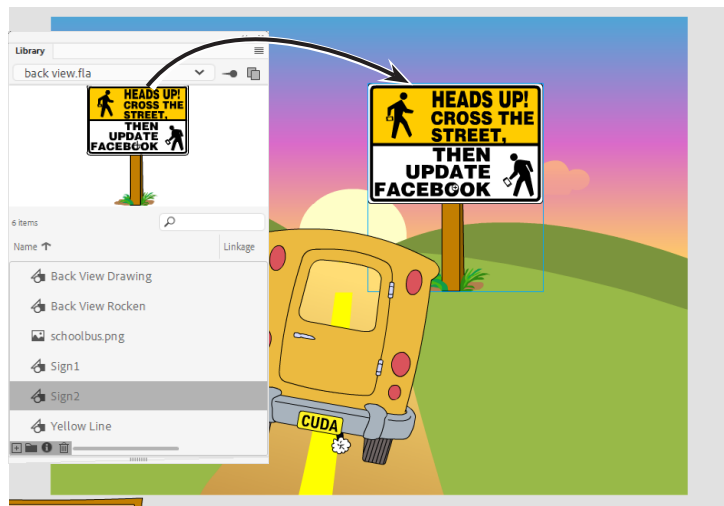 Library
back view.fla
HEADS UP!
CROSS THE
STREET,
THEN
UPDATE
FACEBOOK
6 items
Name
Linkage
Back View Drawing
Back View Rocken
schoolbus.png
Sign1
Sign2
Yellow Line
HEADS UP!
CROSS THE
STREET,
THEN
UPDATE
FACEBOOK
CUDA